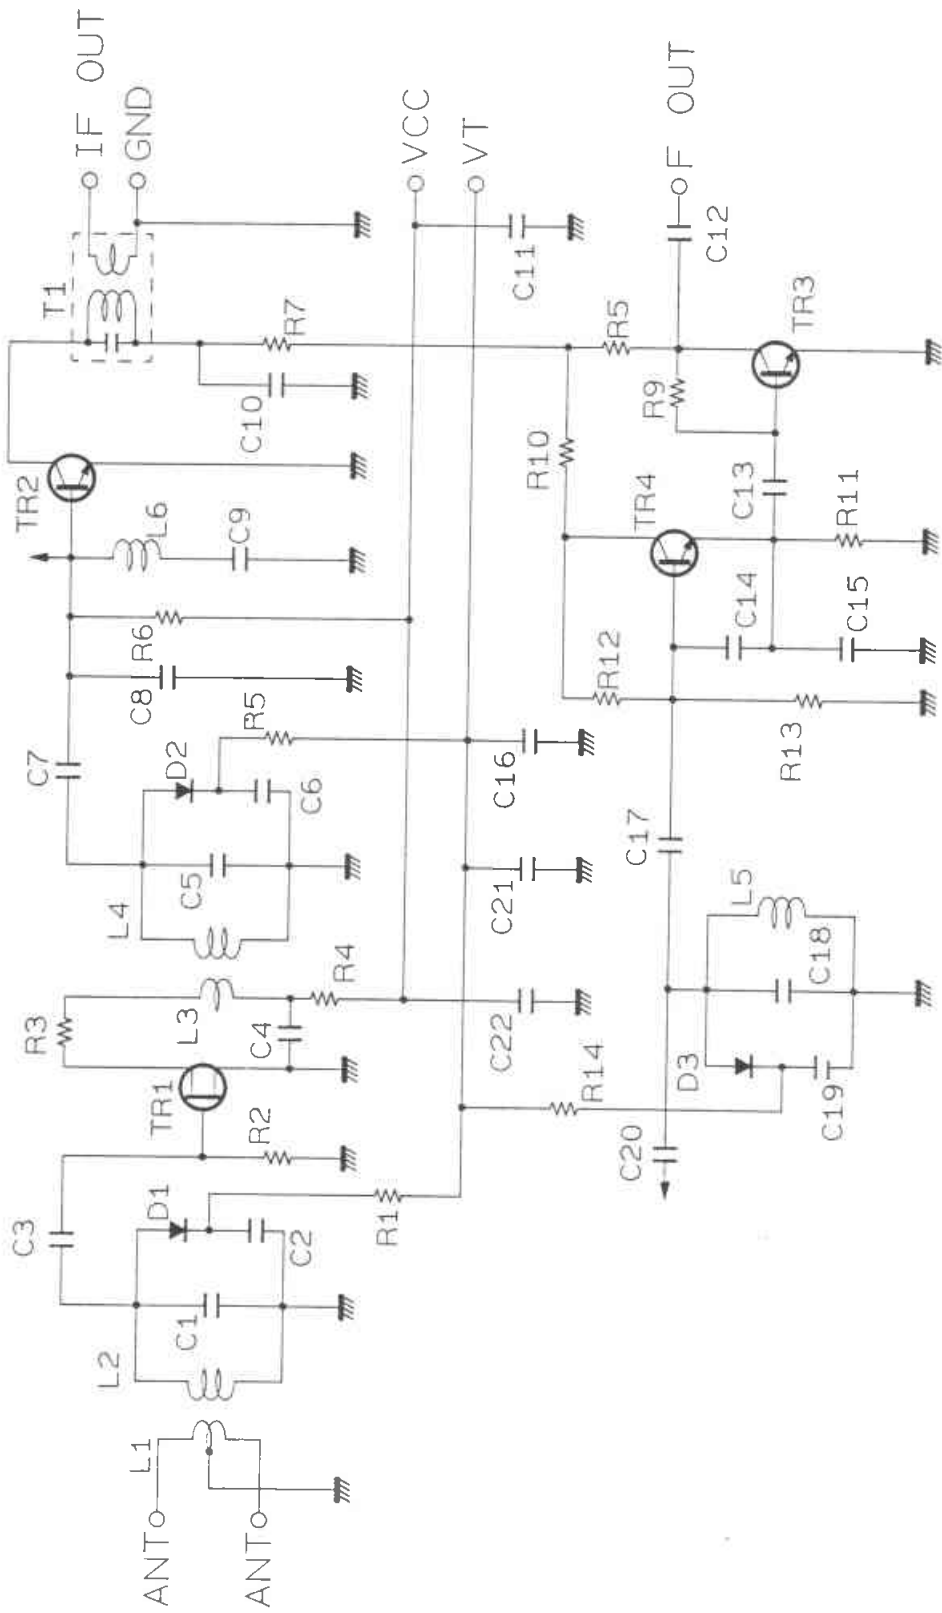 ANT
ANT
L1
L2
C1
C3
D1
C2
R1
TR1
R2
R3
L3
C4
R4
L4
C5
C7
D2
C6
R5
C8
R6
TR2
L6
C9
T1
C10
R7
IF OUT
GND
VCC
VT
C11
C22
C21
C16
R14
C20
D3
C19
C18
L5
C17
R12
R13
C14
C15
TR4
R10
C13
R11
R9
R5
TR3
C12
F OUT